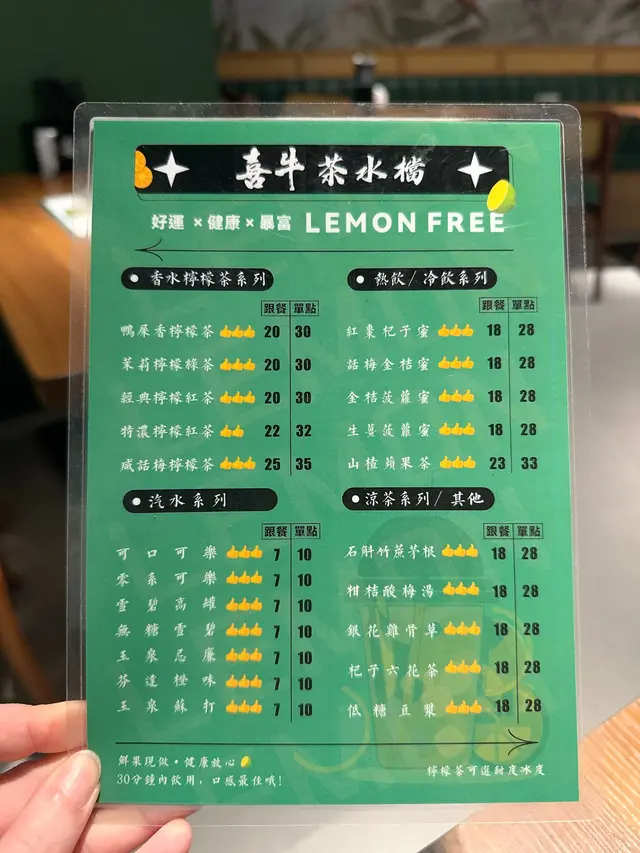 喜牛茶水檔
好運 × 健康 × 暴富 LEMON FREE
香水檸檬茶系列
跟餐 單點
鴨屎香檸檬茶 20 30
茉莉檸檬綠茶 20 30
經典檸檬紅茶 20 30
特濃檸檬紅茶 22 32
咸話梅檸檬茶 25 35
熱飲/冷飲系列
跟餐 單點
紅棗杞子蜜 18 28
話梅金桔蜜 18 28
金桔菠蘿蜜 18 28
生薑菠蘿蜜 18 28
山楂蘋果茶 23 33
汽水系列
跟餐 單點
可口可樂 7 10
零系可樂 7 10
雪碧高罐 7 10
無糖雪碧 7 10
玉泉忌廉 7 10
芬達橙味 7 10
玉泉蘇打 7 10
涼茶系列/其他
跟餐 單點
石斛竹蔗茅根 18 28
柑桔酸梅湯 18 28
銀花雞骨草 18 28
杞子六花茶 18 28
低糖豆漿 18 28
鮮果現做•健康放心
30分鐘內飲用，口感最佳哦!
檸檬茶可選甜度冰度